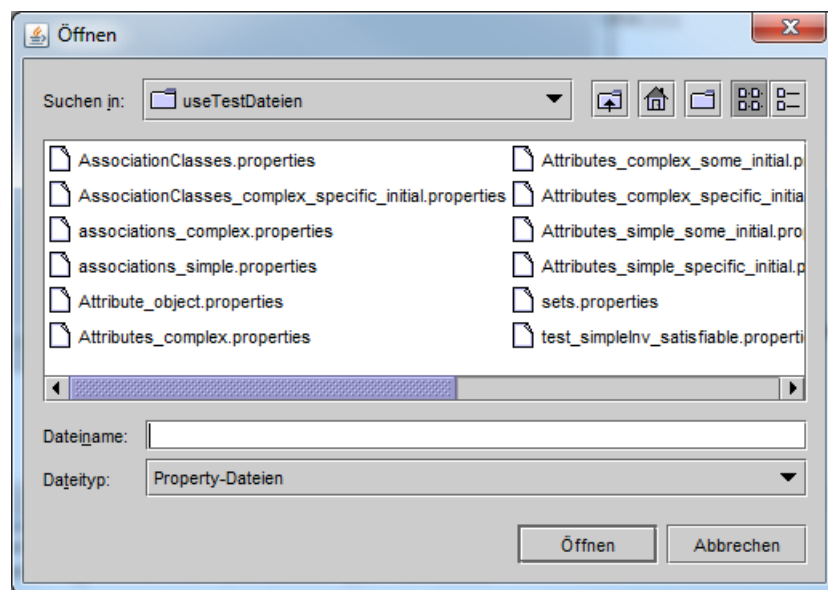 Öffnen
Suchen in: useTestDateien
AssociationClasses.properties
AssociationClasses_complex_specific_initial.properties
associations_complex.properties
associations_simple.properties
Attribute_object.properties
Attributes_complex.properties
Attributes_complex_some_initial.p
Attributes_complex_specific_initia
Attributes_simple_some_initial.pro
Attributes_simple_specific_initial.p
sets.properties
test_simpleInv_satisfiable.properti
Dateiname:
Dateityp: Property-Dateien
Öffnen Abbrechen